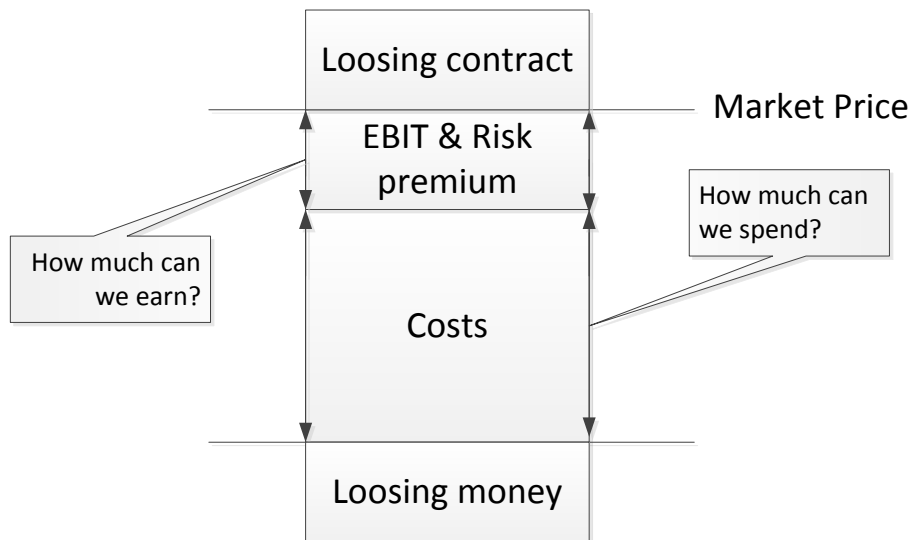 Loosing contract
Market Price
EBIT & Risk
premium
How much can
we spend?
How much can
we earn?
Costs
Loosing money